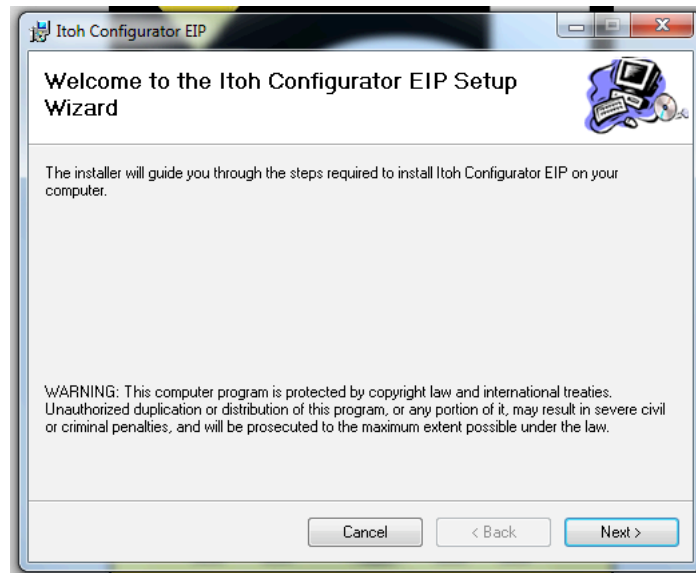 Itoh Configurator EIP
Welcome to the Itoh Configurator EIP Setup
Wizard
The installer will guide you through the steps required to install Itoh Configurator EIP on your
computer.
WARNING: This computer program is protected by copyright law and international treaties.
Unauthorized duplication or distribution of this program, or any portion of it, may result in severe civil
or criminal penalties, and will be prosecuted to the maximum extent possible under the law.
Cancel
< Back
Next >